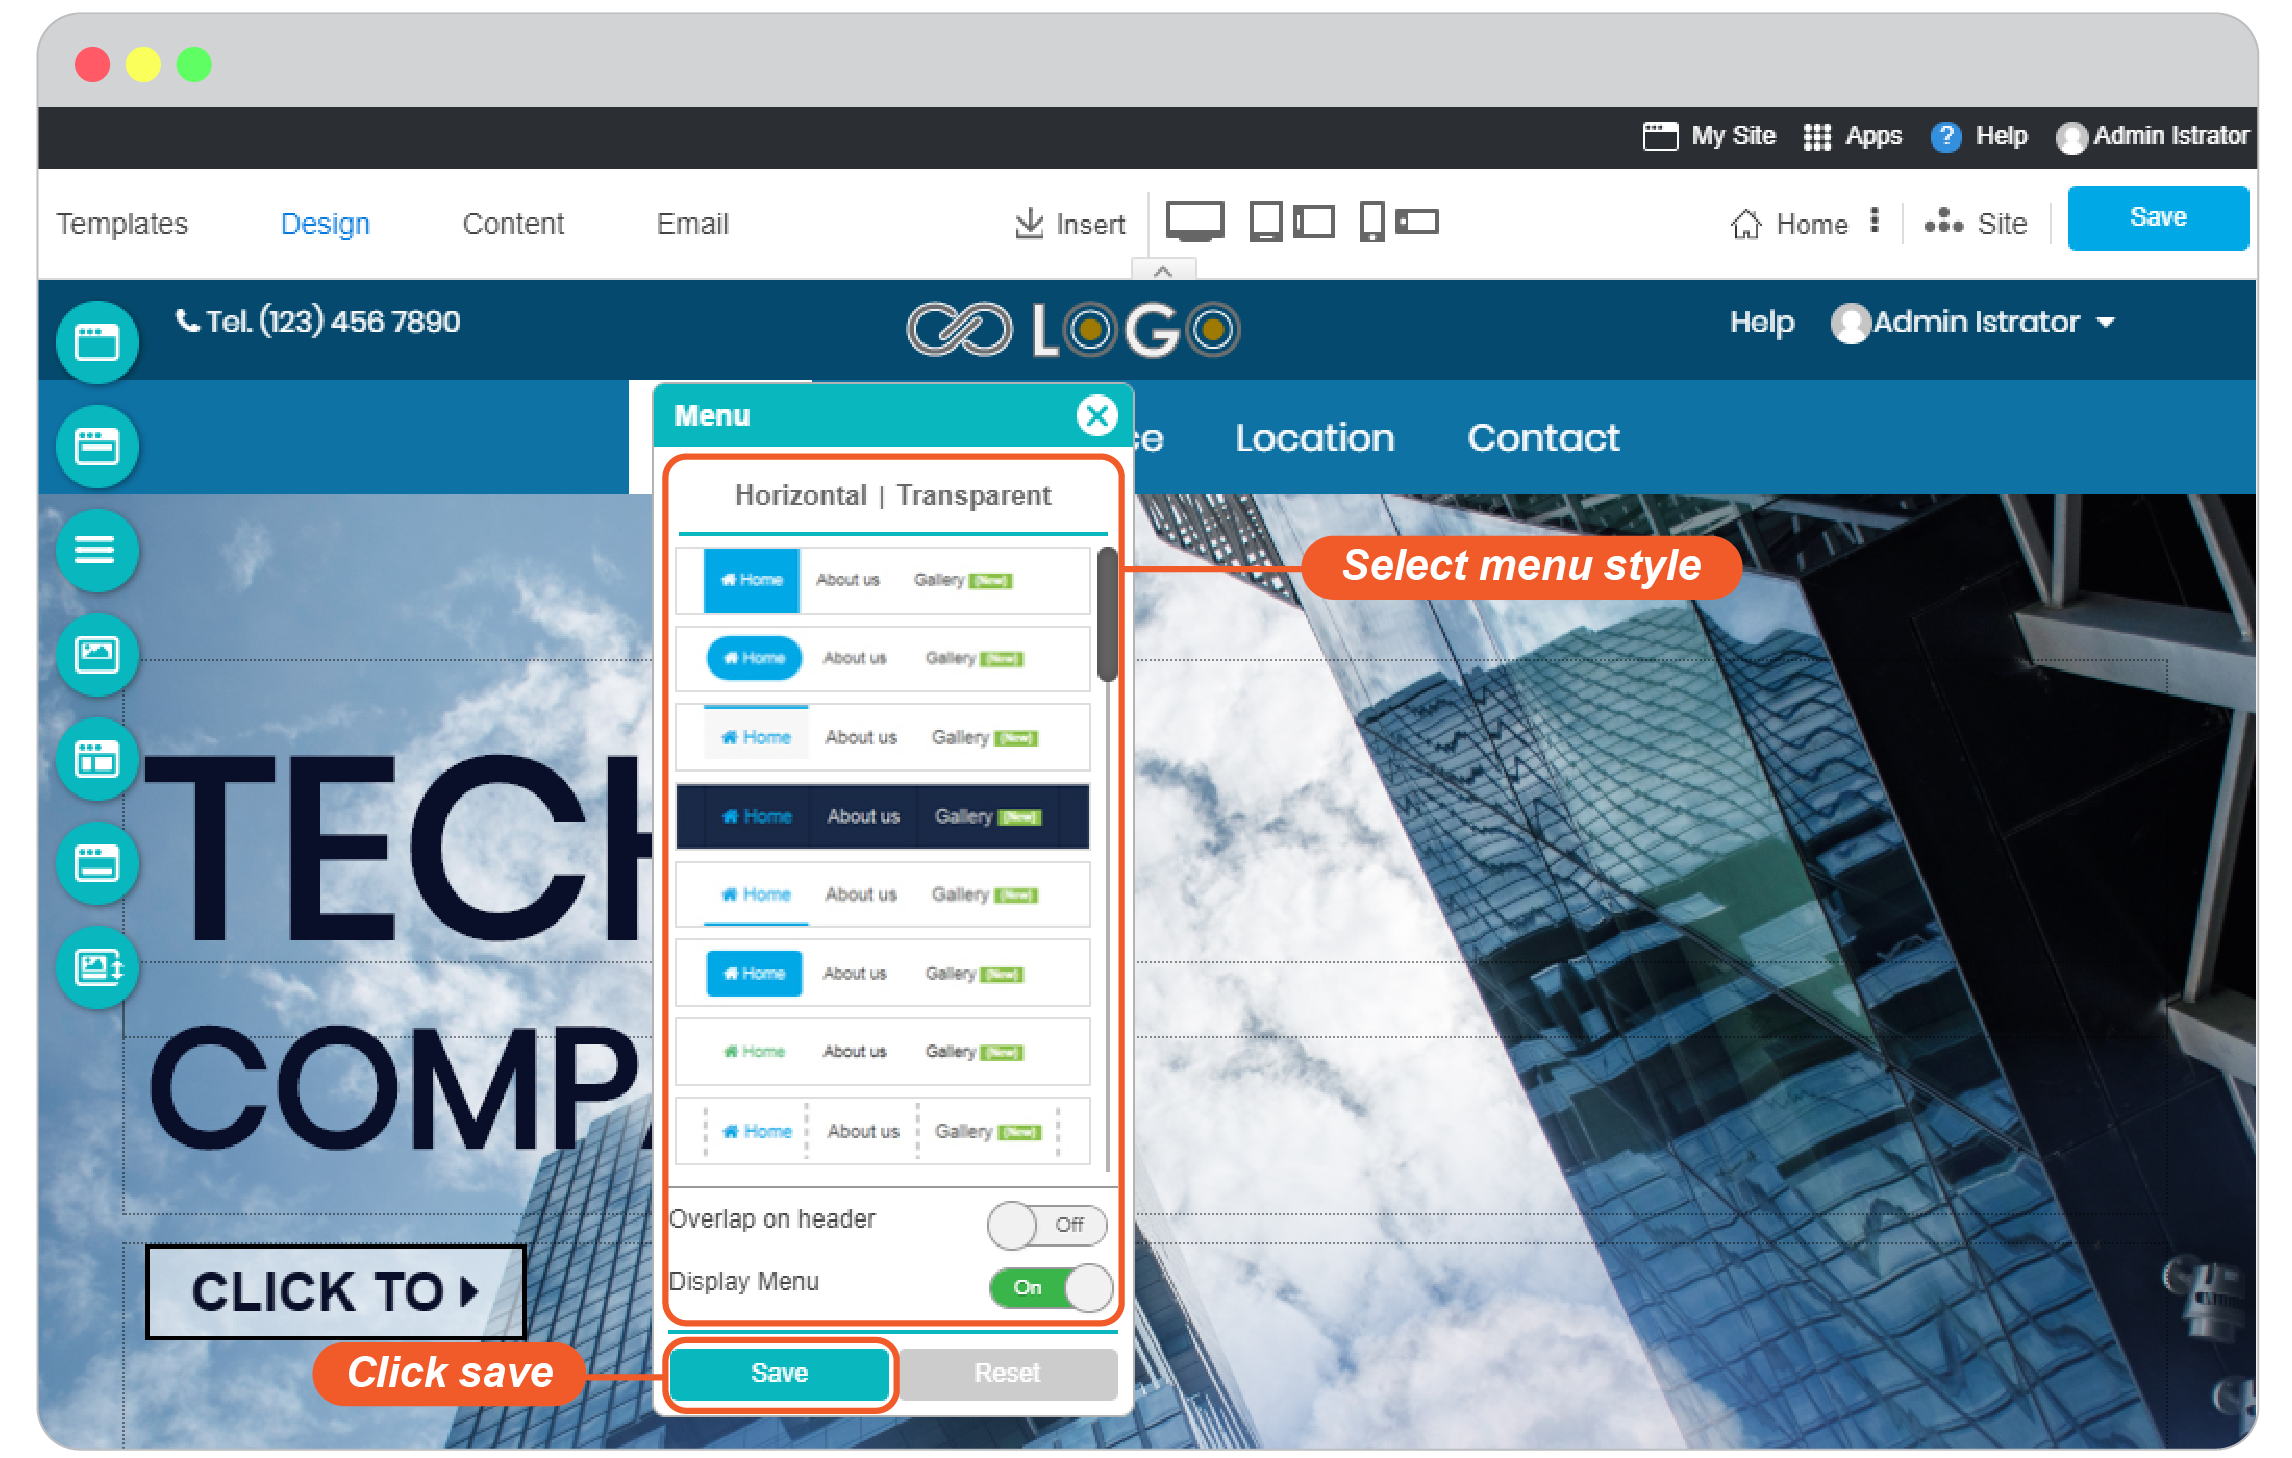 My Site Apps ? Help Admin Istrator
Templates Design Content Email Insert Home Site Save
Tel. (123) 456 7890 LOGO Help Admin Istrator
Menu
Location Contact
Horizontal | Transparent
Home About us Gallery (New)
Select menu style
Home About us Gallery (New)
Home About us Gallery (New)
Home About us Gallery (New)
Home About us Gallery (New)
Home About us Gallery (New)
Home About us Gallery (New)
Home About us Gallery (New)
TECH
COMPA
Overlap on header Off
Display Menu On
CLICK TO
Click save
Save Reset